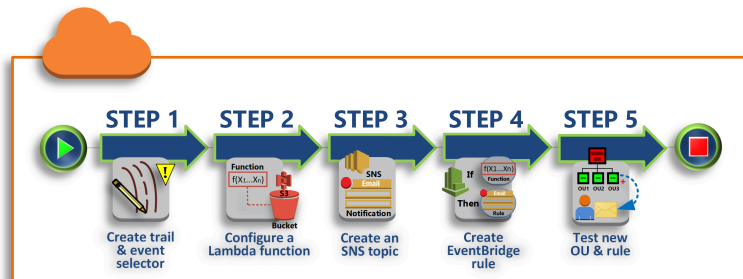 STEP 1
STEP 2
STEP 3
STEP 4
STEP 5
!
Function
f(X1...Xn)
S3
Bucket
SNS
Email
Notification
If
f(X1...Xn)
Function
Then
Email
Rule
OU1 OU2 OU3
+
Create trail
& event
selector
Configure a
Lambda function
Create an
SNS topic
Create
EventBridge
rule
Test new
OU & rule